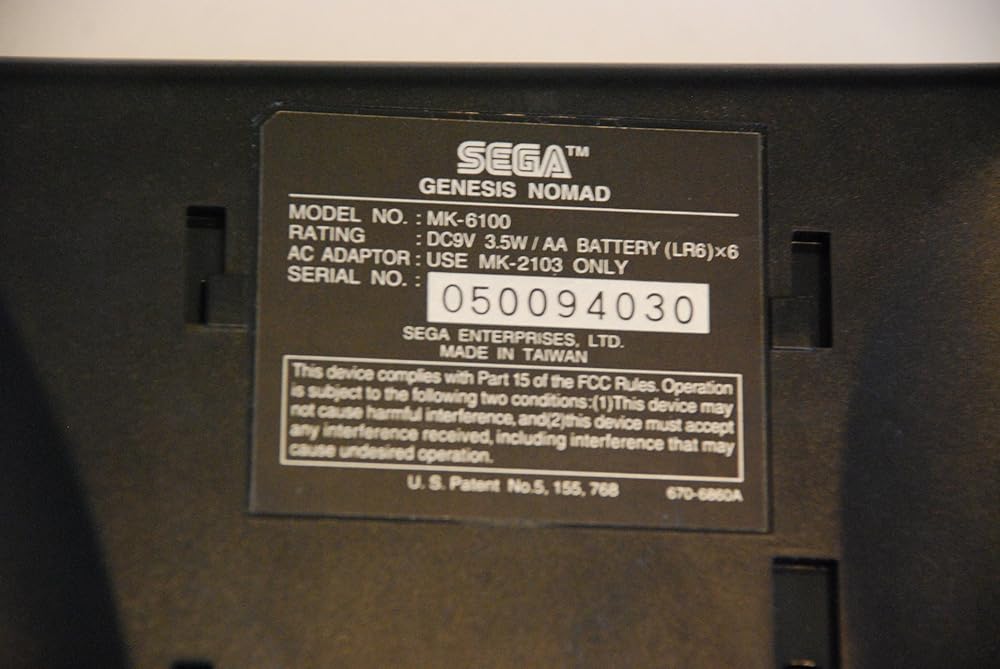 SEGA™
GENESIS NOMAD
MODEL NO. : MK-6100
RATING : DC9V 3.5W / AA BATTERY (LR6)×6
AC ADAPTOR : USE MK-2103 ONLY
SERIAL NO. : 050094030
SEGA ENTERPRISES, LTD.
MADE IN TAIWAN
This device complies with Part 15 of the FCC Rules. Operation
is subject to the following two conditions:(1)This device may
not cause harmful interference, and(2)this device must accept
any interference received, including interference that may
cause undesired operation.
U. S. Patent No.5, 155, 768 670-6860A